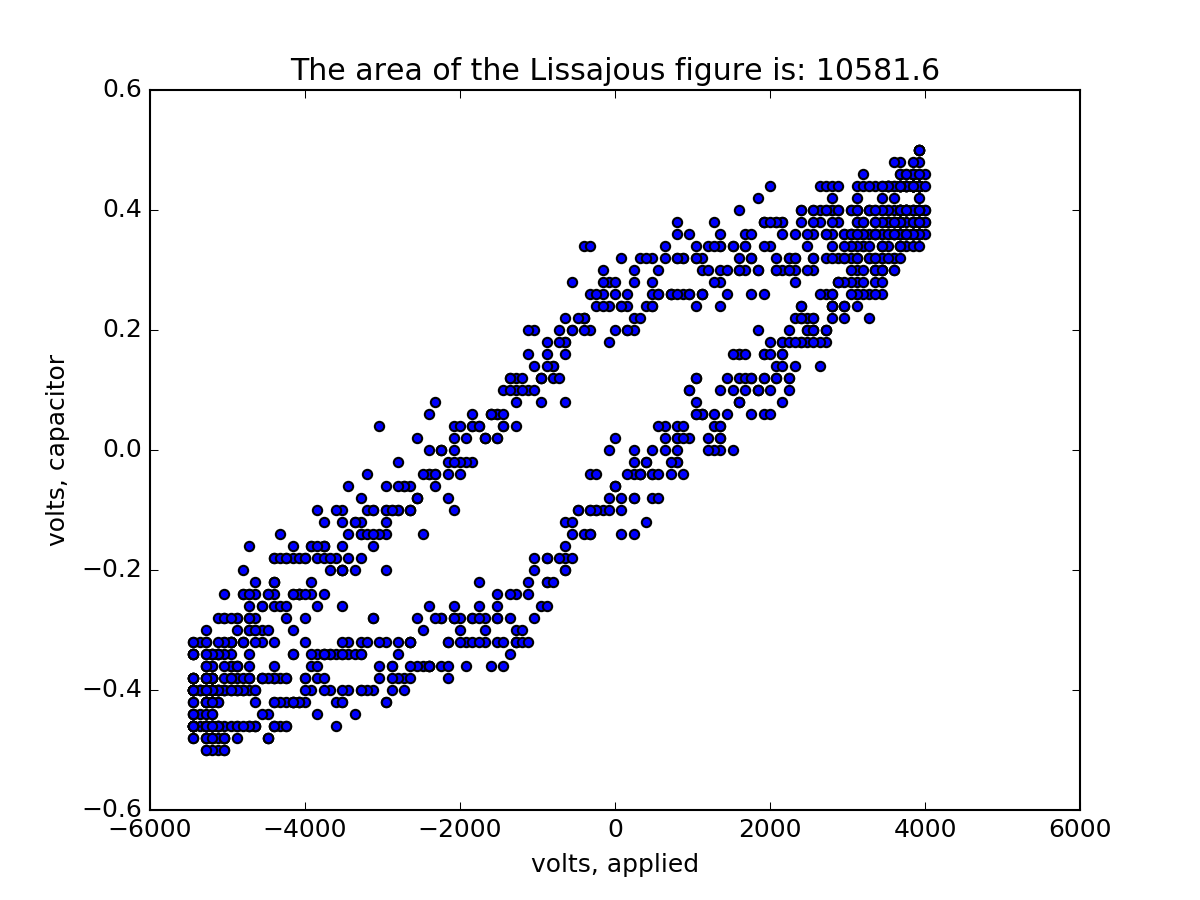 The area of the Lissajous figure is: 10581.6
0.6
0.4
0.2
0.0
−0.2
−0.4
−0.6
volts, capacitor
−6000 −4000 −2000 0 2000 4000 6000
volts, applied